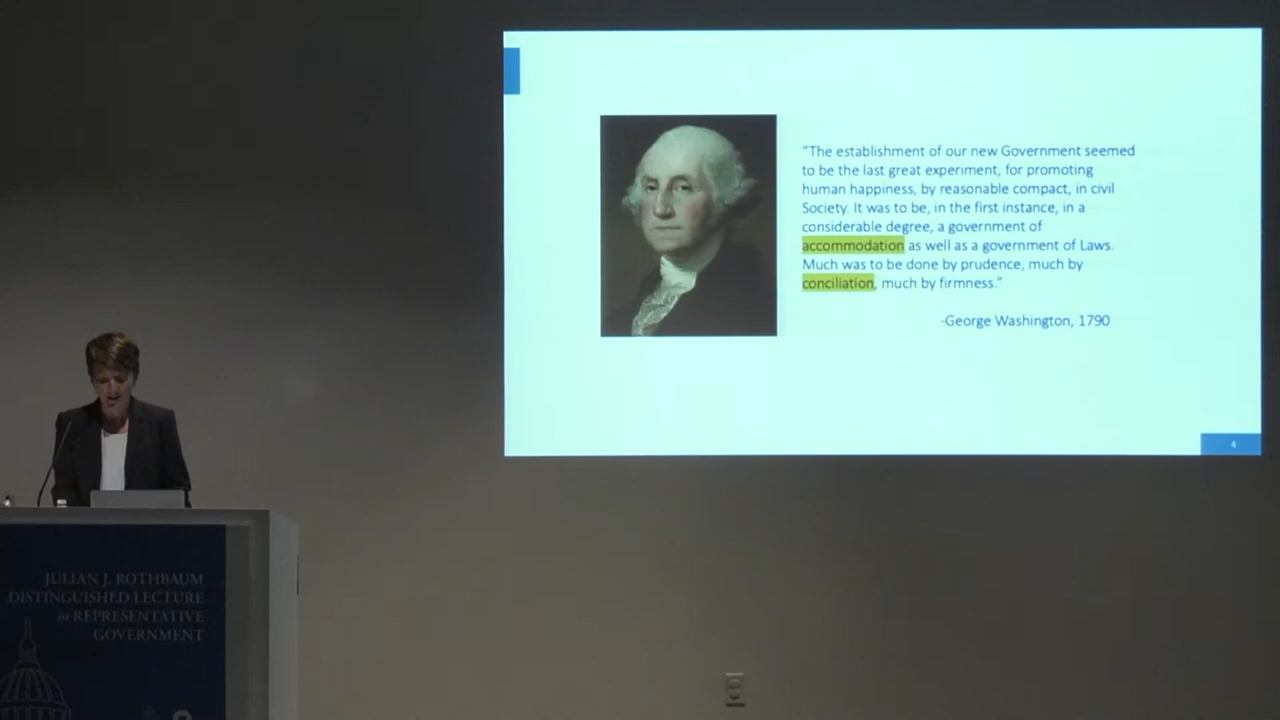 “The establishment of our new Government seemed
to be the last great experiment, for promoting
human happiness, by reasonable compact, in civil
Society. It was to be, in the first instance, in a
considerable degree, a government of
accommodation as well as a government of Laws.
Much was to be done by prudence, much by
conciliation, much by firmness.”
-George Washington, 1790
4
JULIAN J. ROTHBAUM
DISTINGUISHED LECTURE
of REPRESENTATIVE
GOVERNMENT